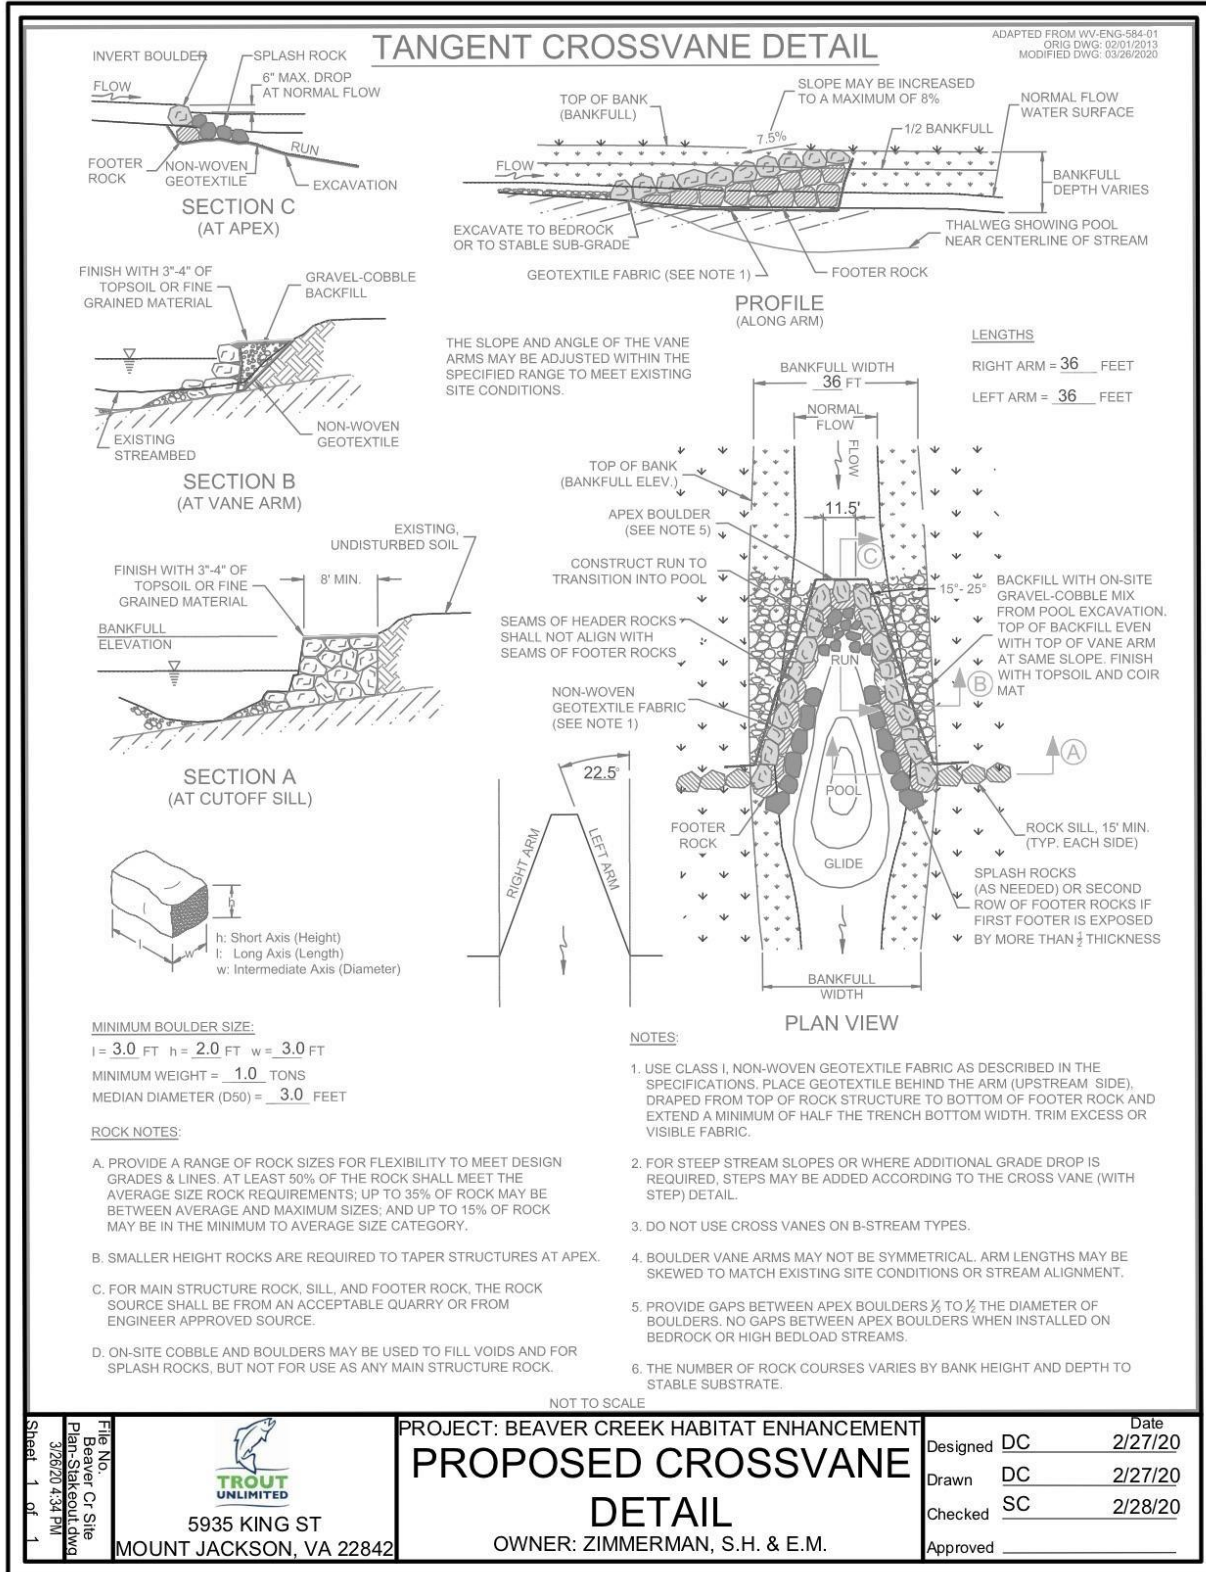 TANGENT CROSSVANE DETAIL
ADAPTED FROM WV-ENG-584-01
ORIG DWG: 02/01/2013
MODIFIED DWG: 03/26/2020
INVERT BOULDER
SPLASH ROCK
6" MAX. DROP
AT NORMAL FLOW
FLOW
RUN
FOOTER
ROCK
NON-WOVEN
GEOTEXTILE
EXCAVATION
SECTION C
(AT APEX)
TOP OF BANK
(BANKFULL)
SLOPE MAY BE INCREASED
TO A MAXIMUM OF 8%
7.5%
1/2 BANKFULL
NORMAL FLOW
WATER SURFACE
FLOW
BANKFULL
DEPTH VARIES
EXCAVATE TO BEDROCK
OR TO STABLE SUB-GRADE
THALWEG SHOWING POOL
NEAR CENTERLINE OF STREAM
GEOTEXTILE FABRIC (SEE NOTE 1)
FOOTER ROCK
PROFILE
(ALONG ARM)
FINISH WITH 3"-4" OF
TOPSOIL OR FINE
GRAINED MATERIAL
GRAVEL-COBBLE
BACKFILL
EXISTING
STREAMBED
NON-WOVEN
GEOTEXTILE
SECTION B
(AT VANE ARM)
THE SLOPE AND ANGLE OF THE VANE
ARMS MAY BE ADJUSTED WITHIN THE
SPECIFIED RANGE TO MEET EXISTING
SITE CONDITIONS.
LENGTHS
RIGHT ARM = 36 FEET
LEFT ARM = 36 FEET
EXISTING,
UNDISTURBED SOIL
FINISH WITH 3"-4" OF
TOPSOIL OR FINE
GRAINED MATERIAL
8' MIN.
BANKFULL
ELEVATION
SECTION A
(AT CUTOFF SILL)
BANKFULL WIDTH
36 FT
NORMAL
FLOW
FLOW
TOP OF BANK
(BANKFULL ELEV.)
11.5'
APEX BOULDER
(SEE NOTE 5)
C
CONSTRUCT RUN TO
TRANSITION INTO POOL
15°- 25°
BACKFILL WITH ON-SITE
GRAVEL-COBBLE MIX
FROM POOL EXCAVATION.
TOP OF BACKFILL EVEN
WITH TOP OF VANE ARM
AT SAME SLOPE. FINISH
WITH TOPSOIL AND COIR
MAT
SEAMS OF HEADER ROCKS
SHALL NOT ALIGN WITH
SEAMS OF FOOTER ROCKS
RUN
B
NON-WOVEN
GEOTEXTILE FABRIC
(SEE NOTE 1)
A
POOL
FOOTER
ROCK
GLIDE
ROCK SILL, 15' MIN.
(TYP. EACH SIDE)
SPLASH ROCKS
(AS NEEDED) OR SECOND
ROW OF FOOTER ROCKS IF
FIRST FOOTER IS EXPOSED
BY MORE THAN ½ THICKNESS
BANKFULL
WIDTH
PLAN VIEW
22.5°
RIGHT ARM
LEFT ARM
h
l
l
w
h: Short Axis (Height)
l: Long Axis (Length)
w: Intermediate Axis (Diameter)
MINIMUM BOULDER SIZE:
l = 3.0 FT h = 2.0 FT w = 3.0 FT
MINIMUM WEIGHT = 1.0 TONS
MEDIAN DIAMETER (D50) = 3.0 FEET
ROCK NOTES:
A. PROVIDE A RANGE OF ROCK SIZES FOR FLEXIBILITY TO MEET DESIGN
GRADES & LINES. AT LEAST 50% OF THE ROCK SHALL MEET THE
AVERAGE SIZE ROCK REQUIREMENTS; UP TO 35% OF ROCK MAY BE
BETWEEN AVERAGE AND MAXIMUM SIZES; AND UP TO 15% OF ROCK
MAY BE IN THE MINIMUM TO AVERAGE SIZE CATEGORY.
B. SMALLER HEIGHT ROCKS ARE REQUIRED TO TAPER STRUCTURES AT APEX.
C. FOR MAIN STRUCTURE ROCK, SILL, AND FOOTER ROCK, THE ROCK
SOURCE SHALL BE FROM AN ACCEPTABLE QUARRY OR FROM
ENGINEER APPROVED SOURCE.
D. ON-SITE COBBLE AND BOULDERS MAY BE USED TO FILL VOIDS AND FOR
SPLASH ROCKS, BUT NOT FOR USE AS ANY MAIN STRUCTURE ROCK.
NOTES:
1. USE CLASS I, NON-WOVEN GEOTEXTILE FABRIC AS DESCRIBED IN THE
SPECIFICATIONS. PLACE GEOTEXTILE BEHIND THE ARM (UPSTREAM SIDE),
DRAPED FROM TOP OF ROCK STRUCTURE TO BOTTOM OF FOOTER ROCK AND
EXTEND A MINIMUM OF HALF THE TRENCH BOTTOM WIDTH. TRIM EXCESS OR
VISIBLE FABRIC.
2. FOR STEEP STREAM SLOPES OR WHERE ADDITIONAL GRADE DROP IS
REQUIRED, STEPS MAY BE ADDED ACCORDING TO THE CROSS VANE (WITH
STEP) DETAIL.
3. DO NOT USE CROSS VANES ON B-STREAM TYPES.
4. BOULDER VANE ARMS MAY NOT BE SYMMETRICAL. ARM LENGTHS MAY BE
SKEWED TO MATCH EXISTING SITE CONDITIONS OR STREAM ALIGNMENT.
5. PROVIDE GAPS BETWEEN APEX BOULDERS ⅓ TO ½ THE DIAMETER OF
BOULDERS. NO GAPS BETWEEN APEX BOULDERS WHEN INSTALLED ON
BEDROCK OR HIGH BEDLOAD STREAMS.
6. THE NUMBER OF ROCK COURSES VARIES BY BANK HEIGHT AND DEPTH TO
STABLE SUBSTRATE.
NOT TO SCALE
File No.
Beaver Cr Site
Plan-Stakeout.dwg
3/26/20 4:34 PM
Sheet 1 of 1
TROUT
UNLIMITED
5935 KING ST
MOUNT JACKSON, VA 22842
PROJECT: BEAVER CREEK HABITAT ENHANCEMENT
PROPOSED CROSSVANE
DETAIL
OWNER: ZIMMERMAN, S.H. & E.M.
Date
Designed DC 2/27/20
Drawn DC 2/27/20
Checked SC 2/28/20
Approved